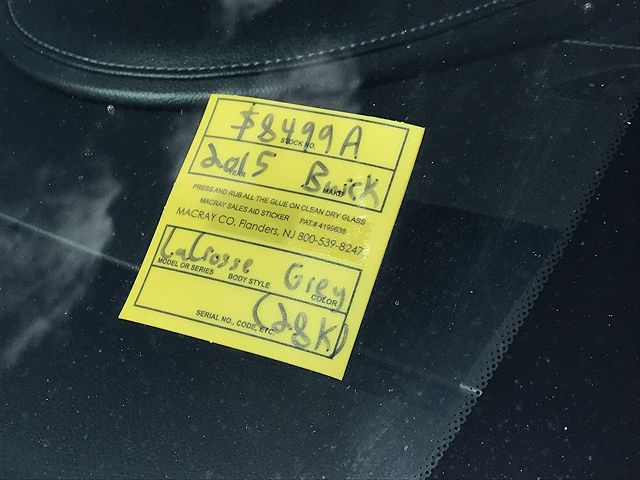 $8499A
STOCK NO.
2015 Buick
YEAR MAKE
PRESS AND RUB ALL THE GLUE ON CLEAN DRY GLASS
MACRAY SALES AID STICKER PAT.# 4199638
MACRAY CO, Flanders, NJ 800-539-8247
LaCrosse Grey
MODEL OR SERIES BODY STYLE COLOR
(28K)
SERIAL NO., CODE, ETC